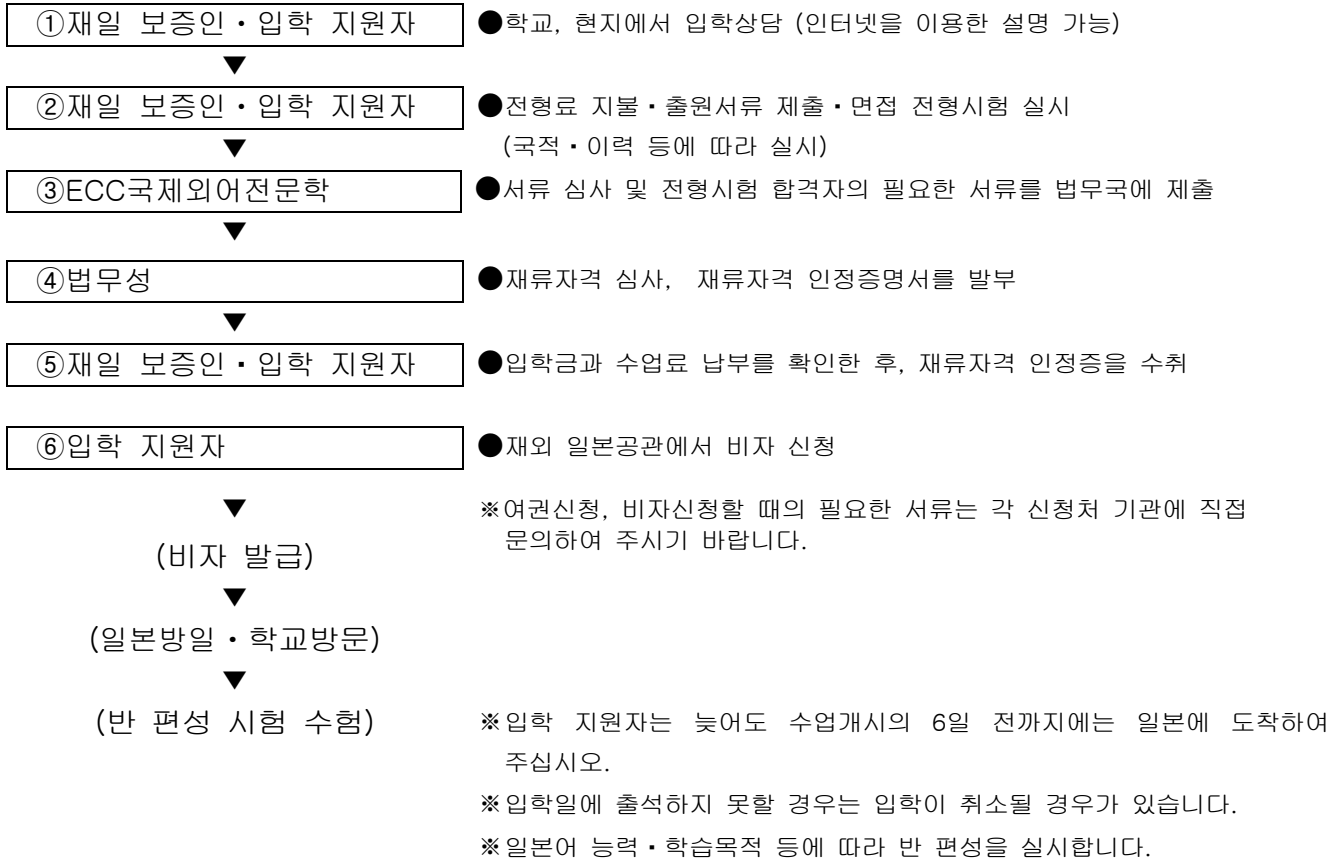 ①재일 보증인・입학 지원자 ●학교, 현지에서 입학상담 (인터넷을 이용한 설명 가능)
▼
②재일 보증인・입학 지원자 ●전형료 지불・출원서류 제출・면접 전형시험 실시
(국적・이력 등에 따라 실시)
▼
③ECC국제외어전문학 ●서류 심사 및 전형시험 합격자의 필요한 서류를 법무국에 제출
▼
④법무성 ●재류자격 심사, 재류자격 인정증명서를 발부
▼
⑤재일 보증인・입학 지원자 ●입학금과 수업료 납부를 확인한 후, 재류자격 인정증을 수취
⑥입학 지원자 ●재외 일본공관에서 비자 신청
▼
※여권신청, 비자신청할 때의 필요한 서류는 각 신청처 기관에 직접
문의하여 주시기 바랍니다.
(비자 발급)
▼
(일본방일・학교방문)
▼
(반 편성 시험 수험)
※입학 지원자는 늦어도 수업개시의 6일 전까지에는 일본에 도착하여
주십시오.
※입학일에 출석하지 못할 경우는 입학이 취소될 경우가 있습니다.
※일본어 능력・학습목적 등에 따라 반 편성을 실시합니다.